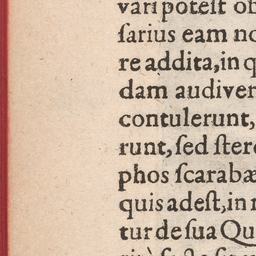 vari poteſt ob
ſarius eam no
re addita, in q
dam audiver
contulerunt,
runt, ſed ſter
phos ſcarabæ
quis adeſt, in
tur de ſua Qu